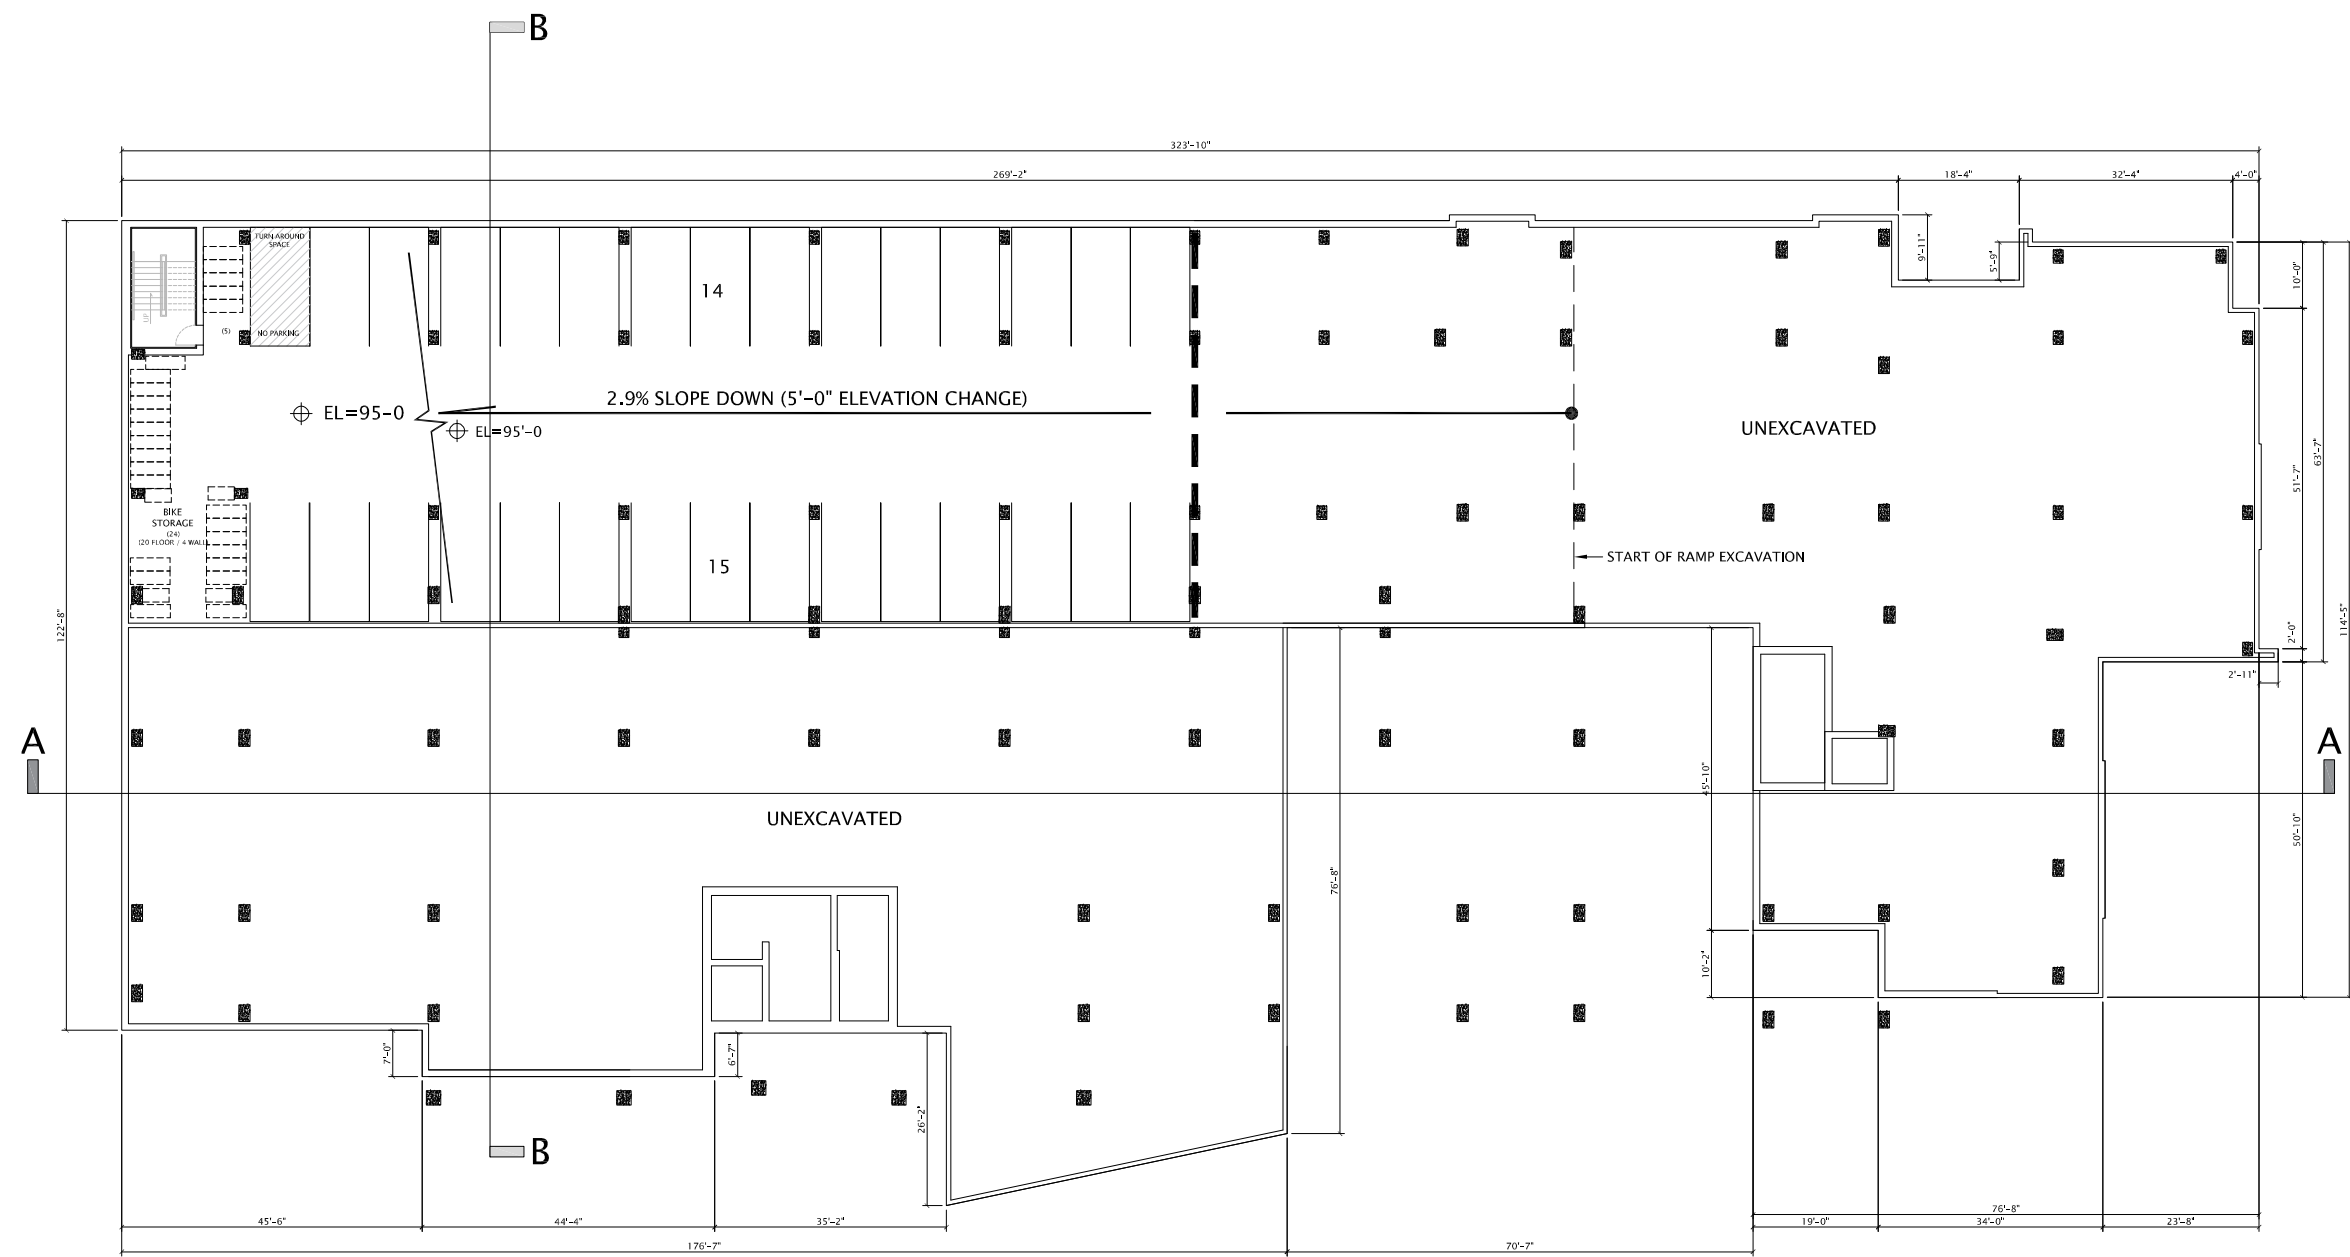 B
323'-10"
269'-2"
18'-4"
32'-4"
4'-0"
TURN AROUND
SPACE
9'-11"
5'-9"
10'-0"
14
UP
(5)
NO PARKING
2.9% SLOPE DOWN (5'-0" ELEVATION CHANGE)
EL=95-0
EL=95'-0
UNEXCAVATED
63'-7"
51'-7"
BIKE
STORAGE
(24)
(20 FLOOR / 4 WALL)
START OF RAMP EXCAVATION
15
122'-8"
114'-5"
2'-0"
2'-11"
A
A
45'-10"
UNEXCAVATED
50'-10"
76'-8"
10'-2"
7'-0"
6'-7"
26'-2"
B
76'-8"
45'-6"
44'-4"
35'-2"
19'-0"
34'-0"
23'-8"
176'-7"
70'-7"